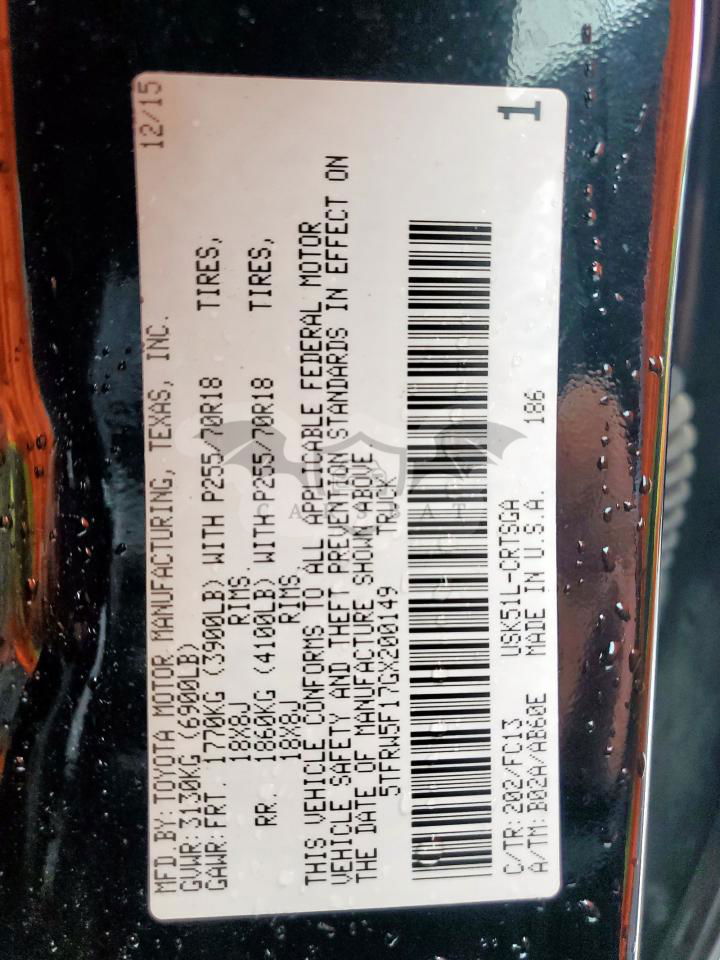 MFD.BY: TOYOTA MOTOR MANUFACTURING, TEXAS, INC. 12/15
GVWR: 3130KG (6900LB)
GAWR: FRT. 1770KG (3900LB) WITH P255/70R18 TIRES,
18X8J RIMS.
RR. 1860KG (4100LB) WITH P255/70R18 TIRES,
18X8J RIMS
THIS VEHICLE CONFORMS TO ALL APPLICABLE FEDERAL MOTOR
VEHICLE SAFETY AND THEFT PREVENTION STANDARDS IN EFFECT ON
THE DATE OF MANUFACTURE SHOWN ABOVE
5TFRW5F17GX200149 TRUCK
C/TR: 202/FC13 USK51L-CRTSGA 186
A/TM: B02A/AB60E MADE IN U.S.A.
1
CARSBAT